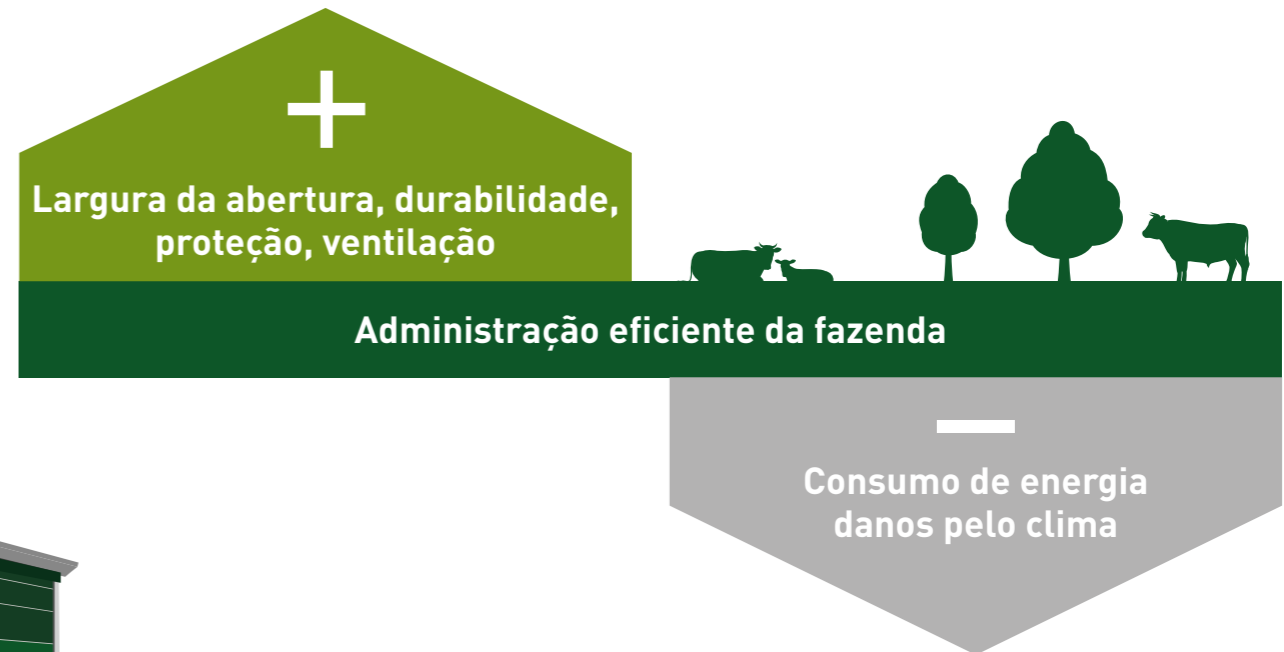 +
Largura da abertura, durabilidade,
proteção, ventilação
Administração eficiente da fazenda
—
Consumo de energia
danos pelo clima